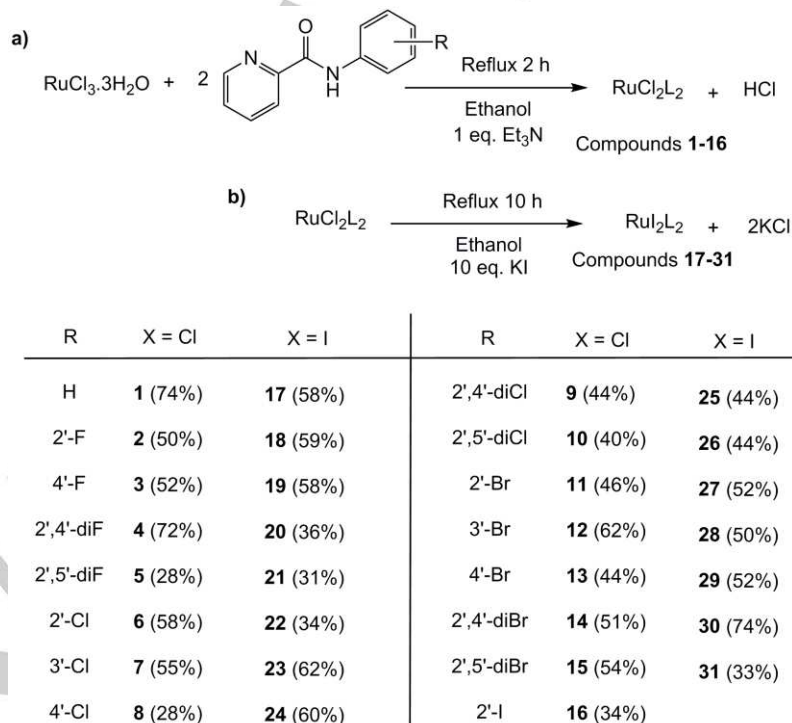 a)
RuCl₃.3H₂O + 2
O
N
N
H
R
Reflux 2 h
Ethanol
1 eq. Et₃N
RuCl₂L₂ + HCl
Compounds 1-16
b)
RuCl₂L₂
Reflux 10 h
Ethanol
10 eq. KI
RuI₂L₂ + 2KCl
Compounds 17-31
R X = Cl X = I R X = Cl X = I
H 1 (74%) 17 (58%) 2',4'-diCl 9 (44%) 25 (44%)
2'-F 2 (50%) 18 (59%) 2',5'-diCl 10 (40%) 26 (44%)
4'-F 3 (52%) 19 (58%) 2'-Br 11 (46%) 27 (52%)
2',4'-diF 4 (72%) 20 (36%) 3'-Br 12 (62%) 28 (50%)
2',5'-diF 5 (28%) 21 (31%) 4'-Br 13 (44%) 29 (52%)
2'-Cl 6 (58%) 22 (34%) 2',4'-diBr 14 (51%) 30 (74%)
3'-Cl 7 (55%) 23 (62%) 2',5'-diBr 15 (54%) 31 (33%)
4'-Cl 8 (28%) 24 (60%) 2'-I 16 (34%)